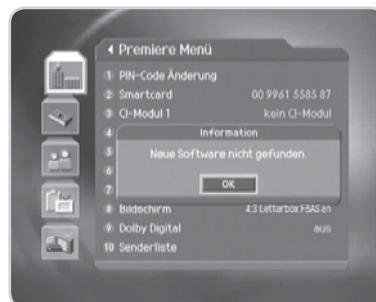 Premiere Menü
1 PIN-Code Änderung
2 Smartcard 00 9961 5585 87
3 CI-Modul 1 kein CI-Modul
4
Information
5
Neue Software nicht gefunden.
6
7
OK
8 Bildschirm 4:3 Letterbox FBAS an
9 Dolby Digital aus
10 Senderliste